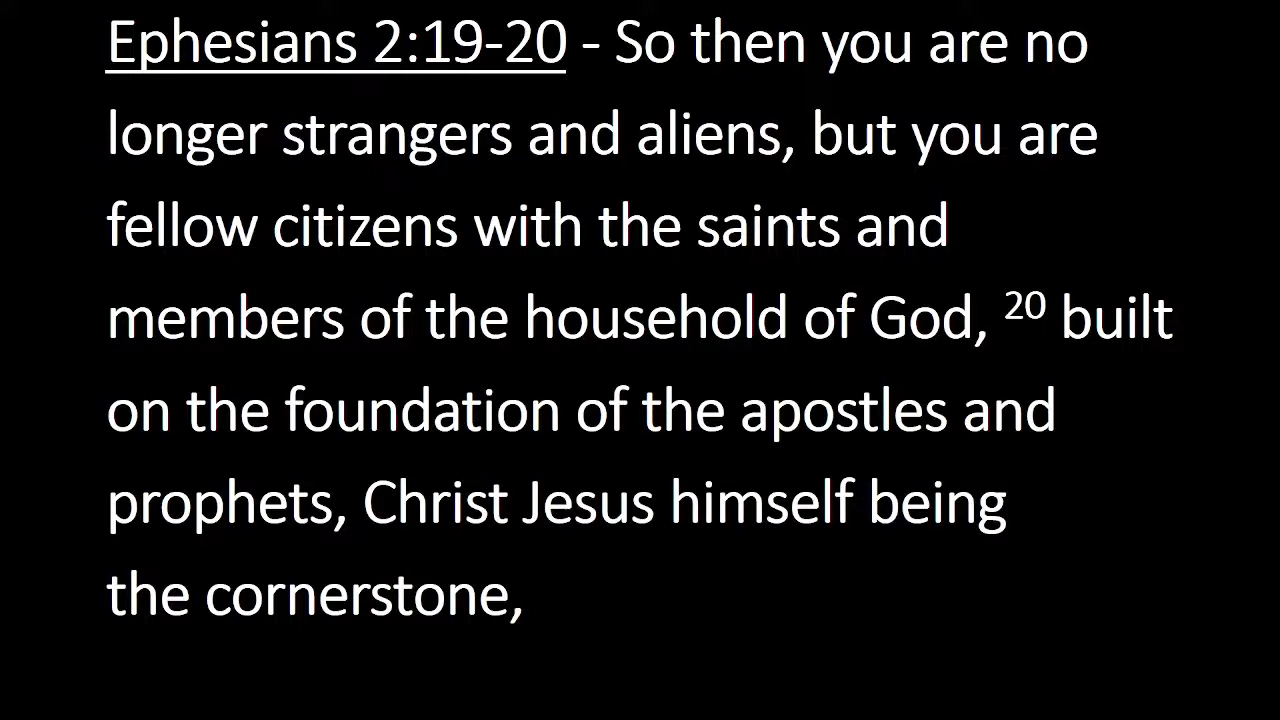 Ephesians 2:19-20 - So then you are no
longer strangers and aliens, but you are
fellow citizens with the saints and
members of the household of God, 20 built
on the foundation of the apostles and
prophets, Christ Jesus himself being
the cornerstone,